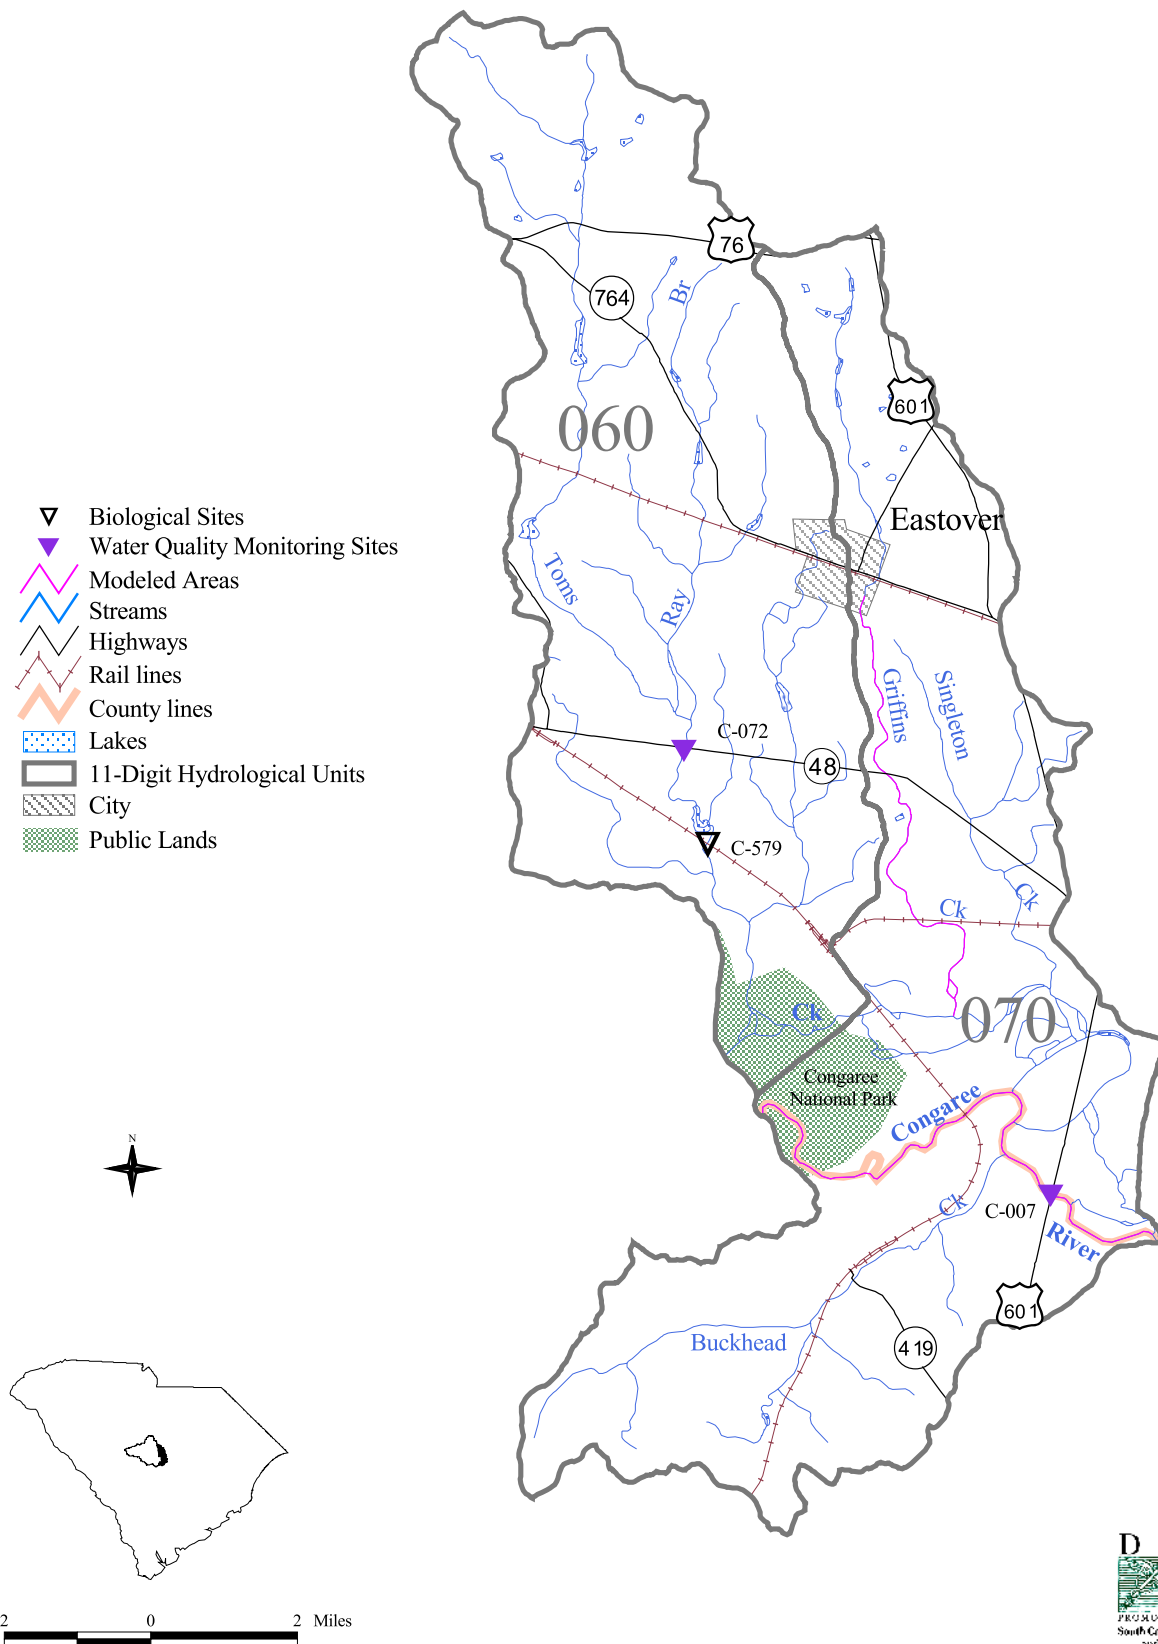 76
764
Br
601
060
Eastover
Biological Sites
Water Quality Monitoring Sites
Modeled Areas
Streams
Highways
Rail lines
County lines
Lakes
11-Digit Hydrological Units
City
Public Lands
Toms
Ray
Griffins
Singleton
C-072
48
C-579
Ck
Ck
Ck
070
Congaree
National Park
Congaree
N
Ck
C-007
River
601
Buckhead
419
D
2 0 2 Miles